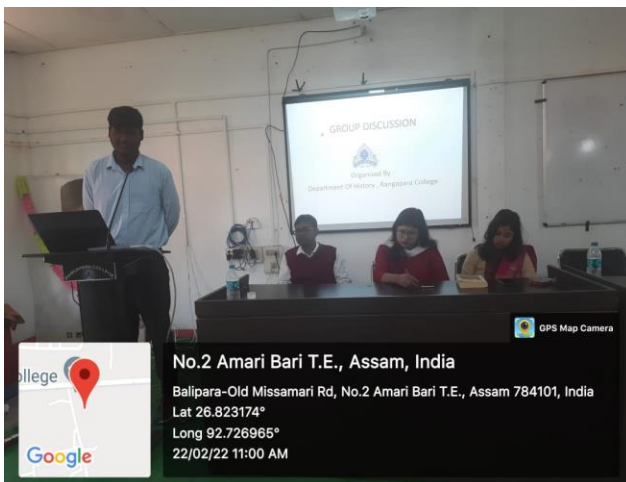 GROUP DISCUSSION
Organised By
Department Of History , Rangapara College
GPS Map Camera
ollege
Google
No.2 Amari Bari T.E., Assam, India
Balipara-Old Missamari Rd, No.2 Amari Bari T.E., Assam 784101, India
Lat 26.823174°
Long 92.726965°
22/02/22 11:00 AM